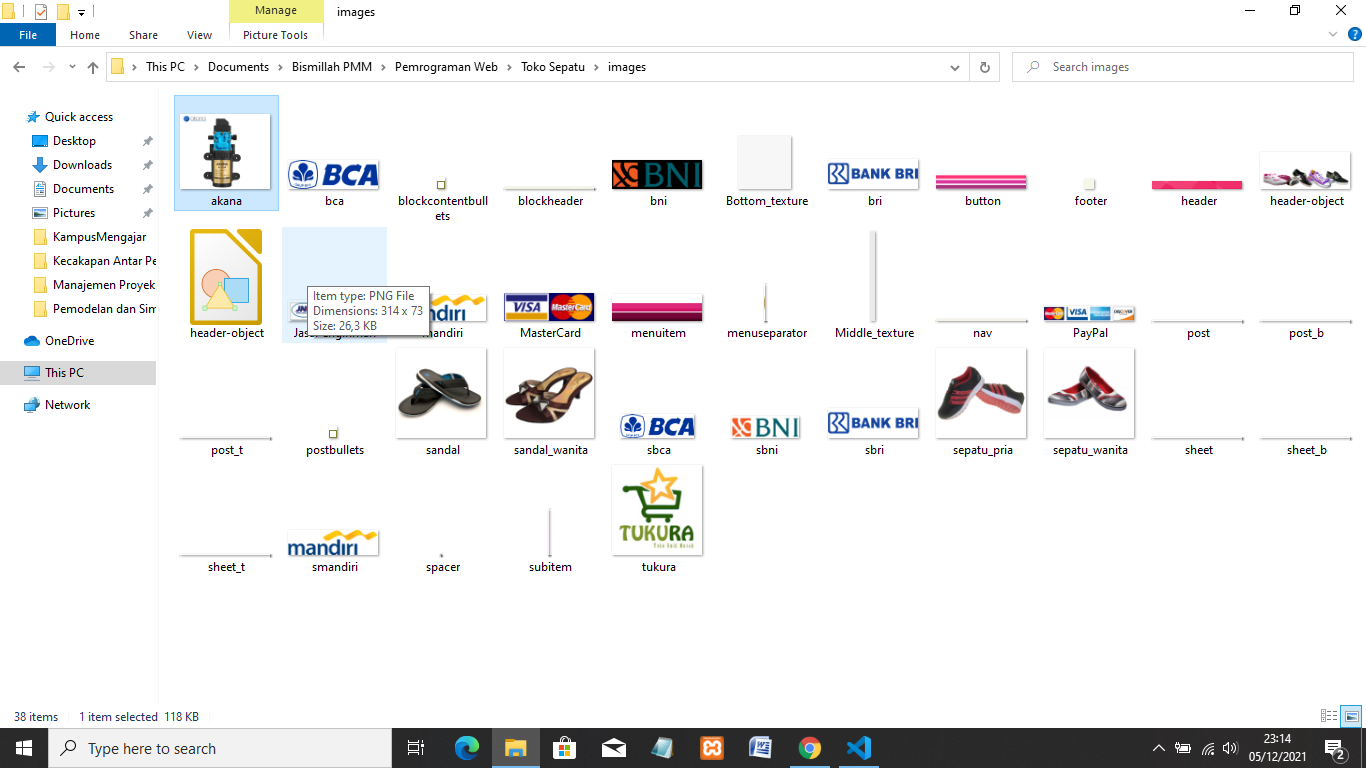 Manage
images
File
Home
Share
View
Picture Tools
This PC
Documents
Bismillah PMM
Pemrograman Web
Toko Sepatu
images
Search images
Quick access
Desktop
Downloads
Documents
Pictures
KampusMengajar
Kecakapan Antar Pe
Manajemen Proyek
Pemodelan dan Sim
OneDrive
This PC
Network
BCA
BNI
BANK BRI
akana
bca
blockcontentbull
ets
blockheader
bni
Bottom_texture
bri
button
footer
header
header-object
Item type: PNG File
Dimensions: 314 x 73
Size: 26,3 KB
VISA
MasterCard
MasterCard
VISA
header-object
mandiri
MasterCard
menuitem
menuseparator
Middle_texture
nav
PayPal
post
post_b
BCA
BNI
BANK BRI
post_t
postbullets
sandal
sandal_wanita
sbca
sbni
sbri
sepatu_pria
sepatu_wanita
sheet
sheet_b
mandiri
TUKURA
sheet_t
smandiri
spacer
subitem
tukura
38 items
1 item selected 118 KB
Type here to search
23:14
05/12/2021
2